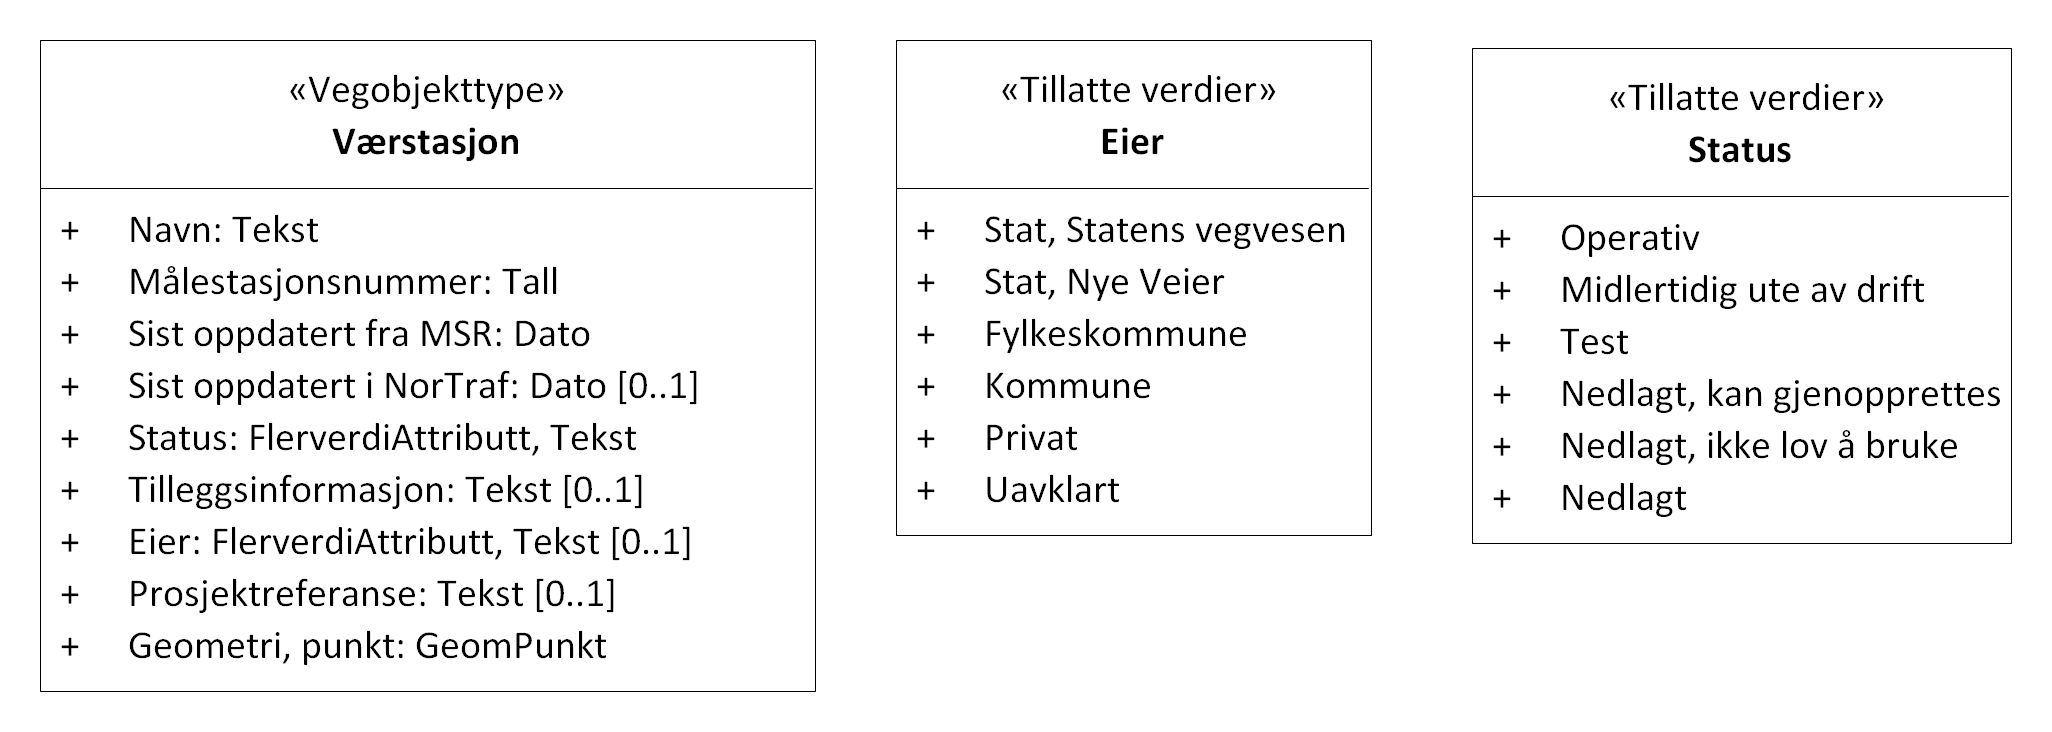 «Vegobjekttype»
Værstasjon
+ Navn: Tekst
+ Målestasjonsnummer: Tall
+ Sist oppdatert fra MSR: Dato
+ Sist oppdatert i NorTraf: Dato [0..1]
+ Status: FlerverdiAttributt, Tekst
+ Tilleggsinformasjon: Tekst [0..1]
+ Eier: FlerverdiAttributt, Tekst [0..1]
+ Prosjektreferanse: Tekst [0..1]
+ Geometri, punkt: GeomPunkt
«Tillatte verdier»
Eier
+ Stat, Statens vegvesen
+ Stat, Nye Veier
+ Fylkeskommune
+ Kommune
+ Privat
+ Uavklart
«Tillatte verdier»
Status
+ Operativ
+ Midlertidig ute av drift
+ Test
+ Nedlagt, kan gjenopprettes
+ Nedlagt, ikke lov å bruke
+ Nedlagt